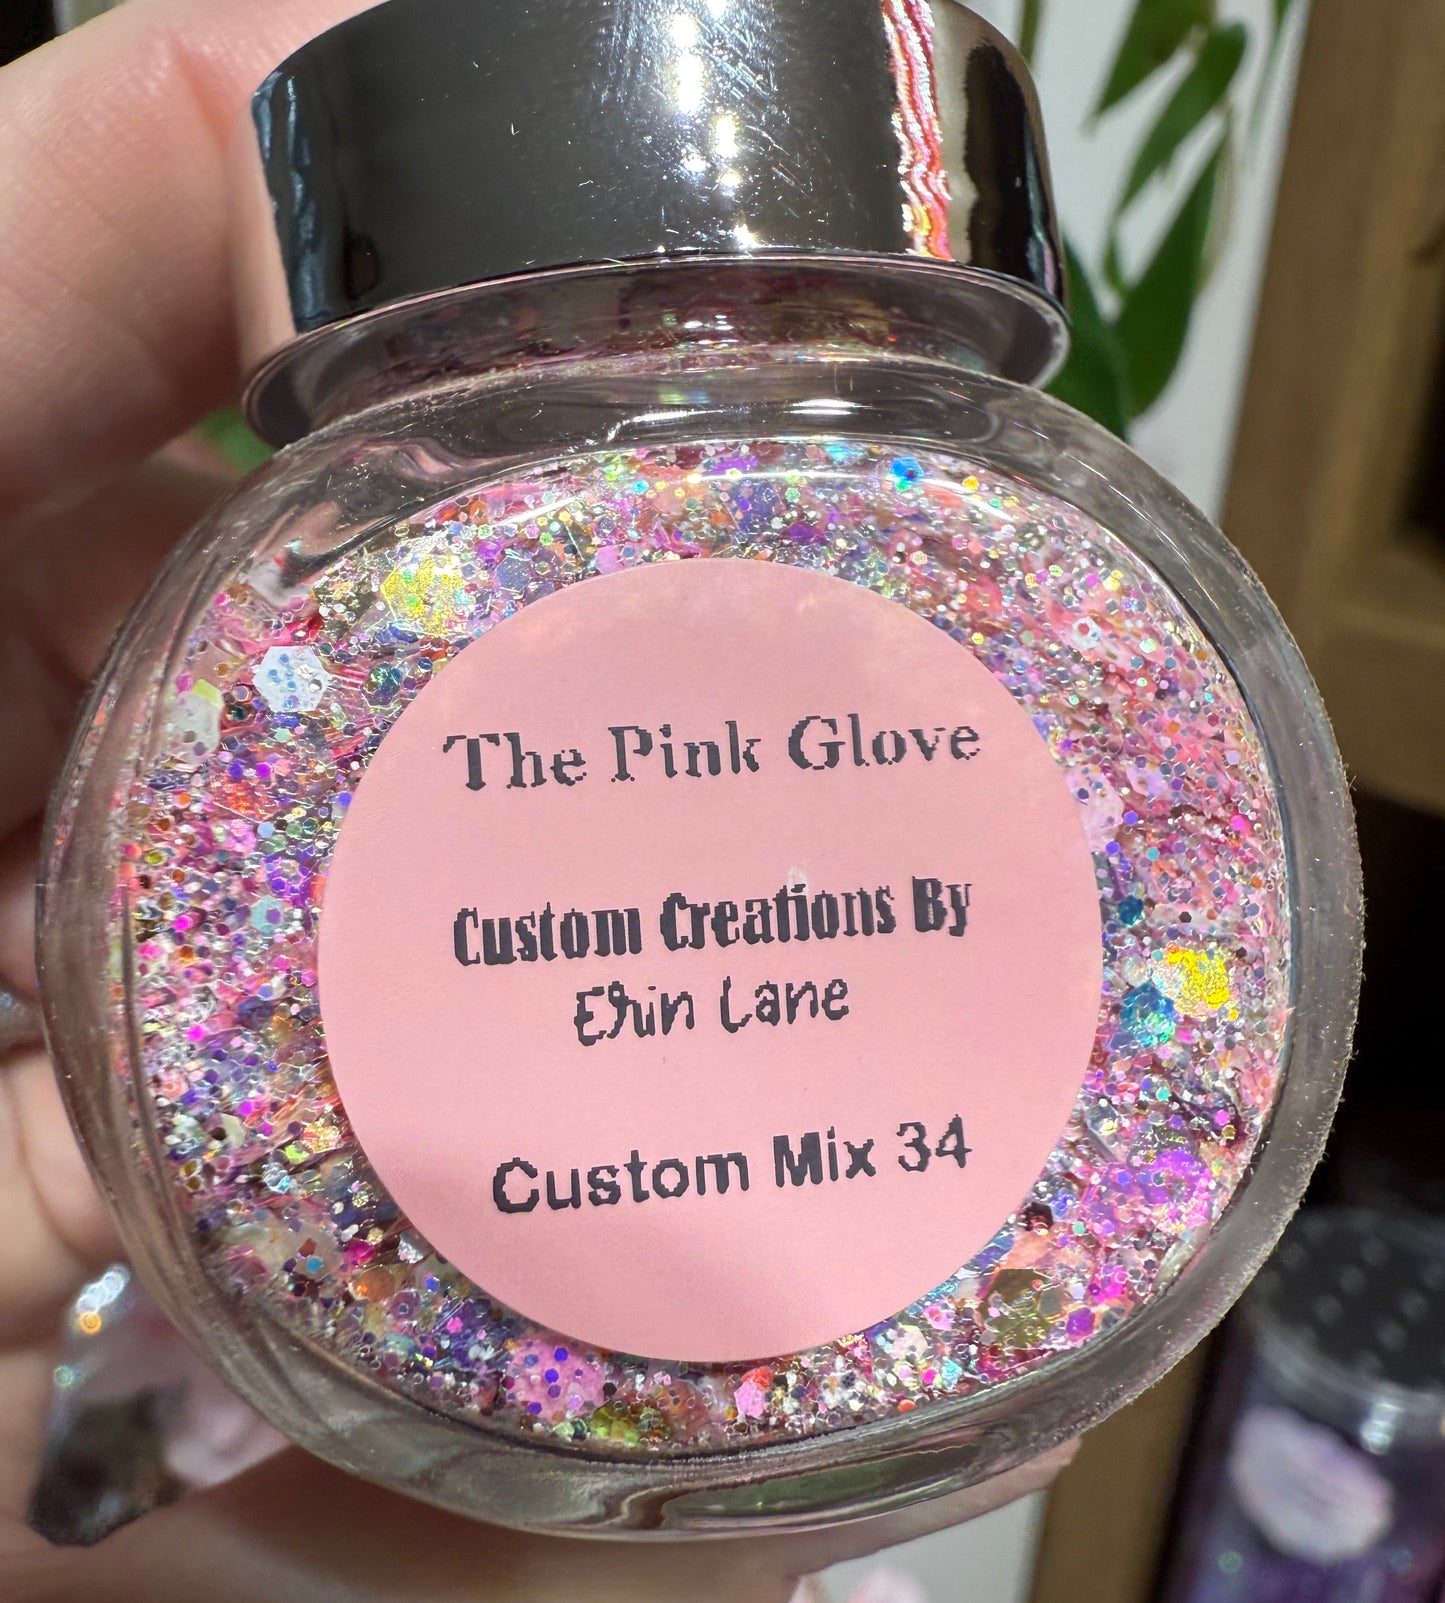 The Pink Glove
Custom Creations By
Erin Lane
Custom Mix 34